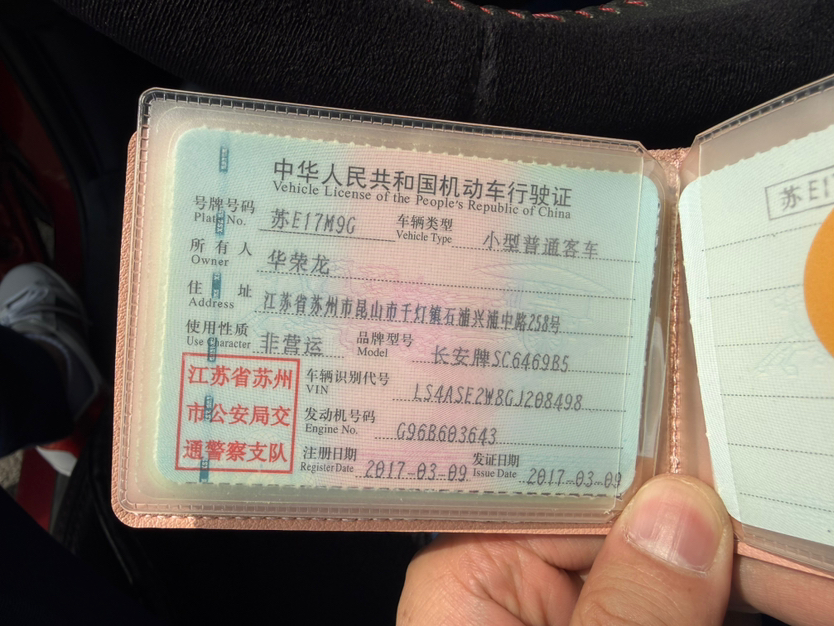 中华人民共和国机动车行驶证
Vehicle License of the People's Republic of China
号牌号码 苏E17M9G 车辆类型 小型普通客车
Plate No. Vehicle Type
所有人 华荣龙
Owner
住址 江苏省苏州市昆山市千灯镇石浦兴浦中路258号
Address
使用性质 非营运 品牌型号 长安牌SC6469B5
Use Character Model
江苏省苏州
市公安局交
通警察支队
车辆识别代号 LS4ASE2W8GJ208498
VIN
发动机号码 G96B603643
Engine No.
注册日期 2017-03-09 发证日期 2017-03-09
Register Date Issue Date
苏E17